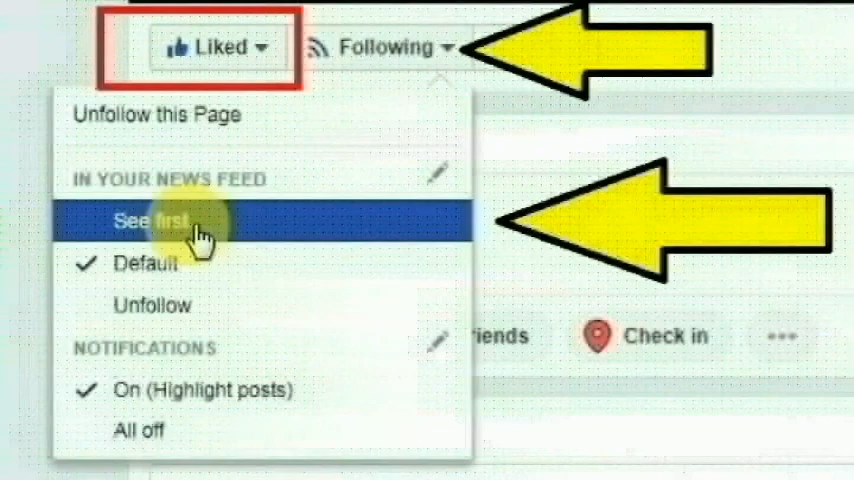 Liked Following
Unfollow this Page
IN YOUR NEWS FEED
See first
Default
Unfollow
NOTIFICATIONS
riends Check in
On (Highlight posts)
All off